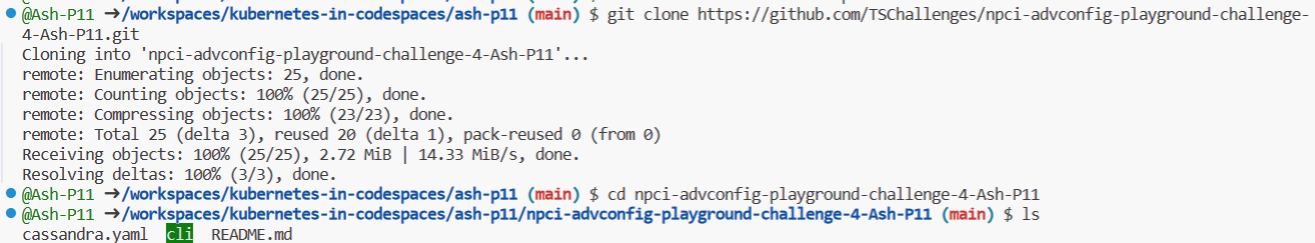 @Ash-P11 →/workspaces/kubernetes-in-codespaces/ash-p11 (main) $ git clone https://github.com/TSChallenges/npci-advconfig-playground-challenge-
4-Ash-P11.git
Cloning into 'npci-advconfig-playground-challenge-4-Ash-P11'...
remote: Enumerating objects: 25, done.
remote: Counting objects: 100% (25/25), done.
remote: Compressing objects: 100% (23/23), done.
remote: Total 25 (delta 3), reused 20 (delta 1), pack-reused 0 (from 0)
Receiving objects: 100% (25/25), 2.72 MiB | 14.33 MiB/s, done.
Resolving deltas: 100% (3/3), done.
@Ash-P11 →/workspaces/kubernetes-in-codespaces/ash-p11 (main) $ cd npci-advconfig-playground-challenge-4-Ash-P11
@Ash-P11 →/workspaces/kubernetes-in-codespaces/ash-p11/npci-advconfig-playground-challenge-4-Ash-P11 (main) $ ls
cassandra.yaml cli README.md